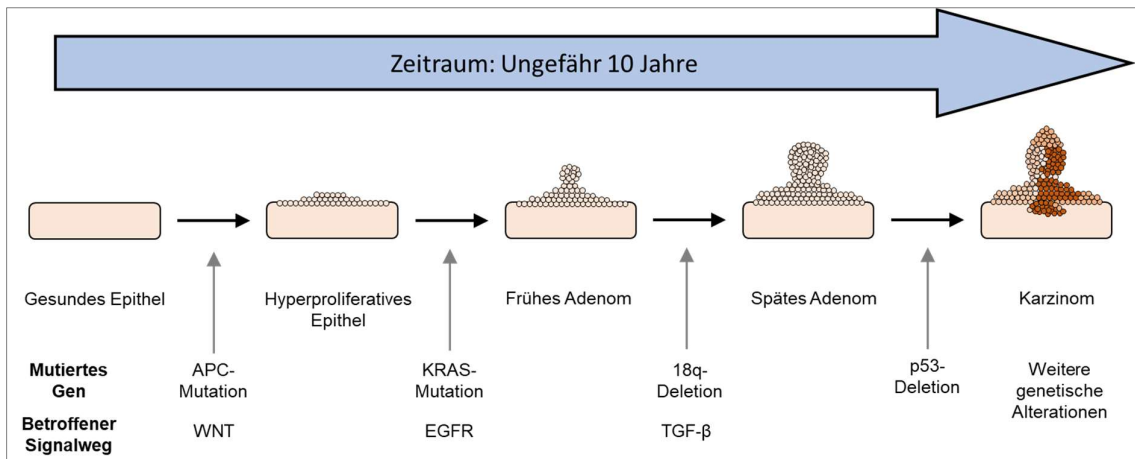 Zeitraum: Ungefähr 10 Jahre
Gesundes Epithel
Hyperproliferatives
Epithel
Frühes Adenom
Spätes Adenom
Karzinom
Mutiertes
Gen
APC-
Mutation
KRAS-
Mutation
18q-
Deletion
p53-
Deletion
Weitere
genetische
Alterationen
Betroffener
Signalweg
WNT
EGFR
TGF-β